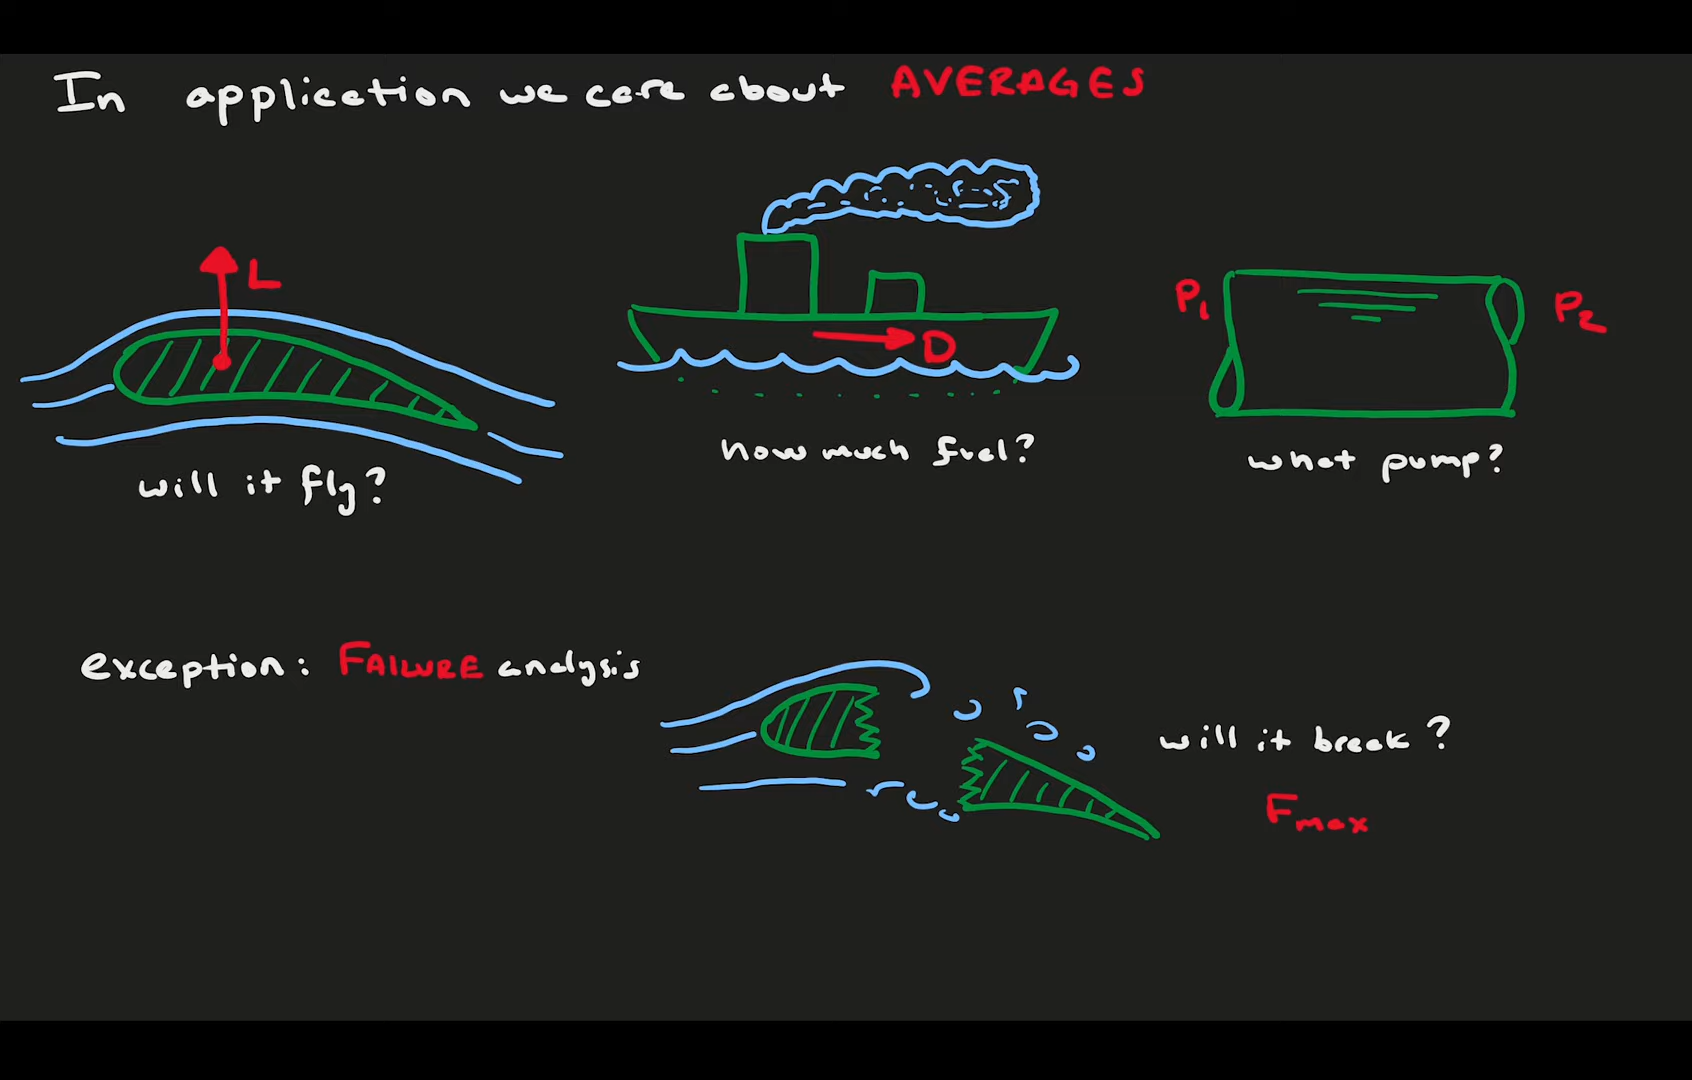 In application we care about AVERAGES
L
D
P1
P2
will it fly?
how much fuel?
what pump?
exception: FAILURE analysis
will it break?
Fmax